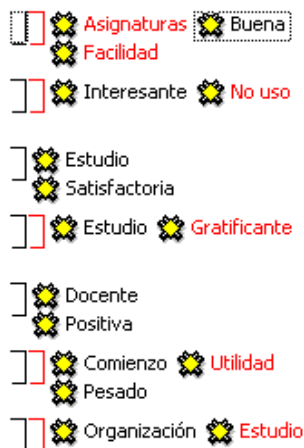 Asignaturas Buena
Facilidad
Interesante No uso
Estudio
Satisfactoria
Estudio Gratificante
Docente
Positiva
Comienzo Utilidad
Pesado
Organización Estudio